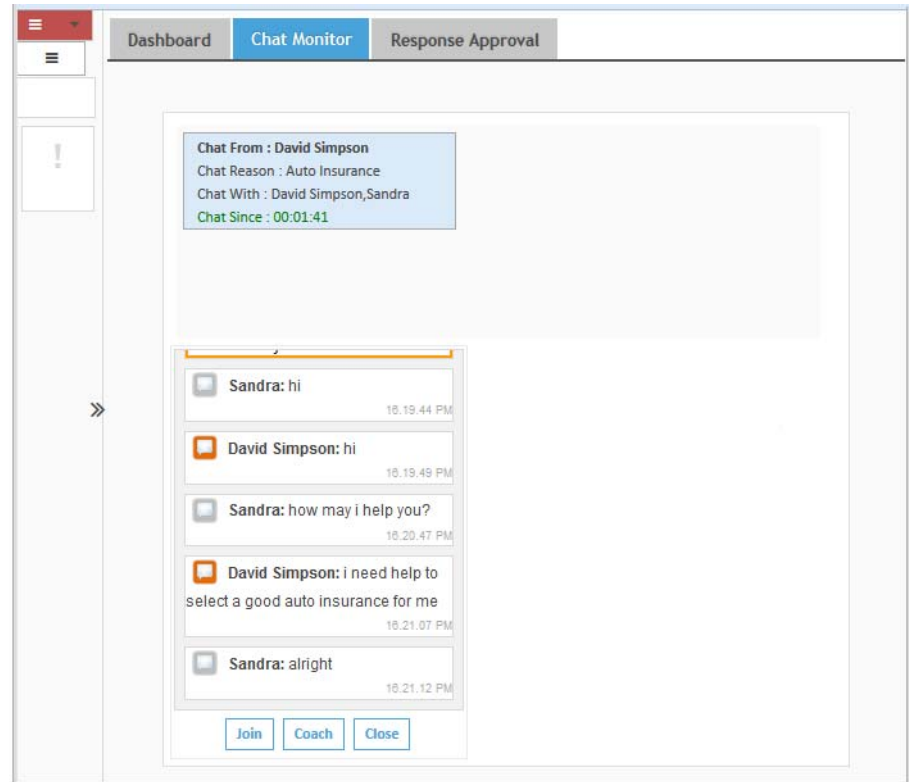 Dashboard Chat Monitor Response Approval
!
Chat From : David Simpson
Chat Reason : Auto Insurance
Chat With : David Simpson,Sandra
Chat Since : 00:01:41
Sandra: hi
16.19.44 PM
David Simpson: hi
16.19.49 PM
Sandra: how may i help you?
16.20.47 PM
David Simpson: i need help to
select a good auto insurance for me
16.21.07 PM
Sandra: alright
16.21.12 PM
Join Coach Close